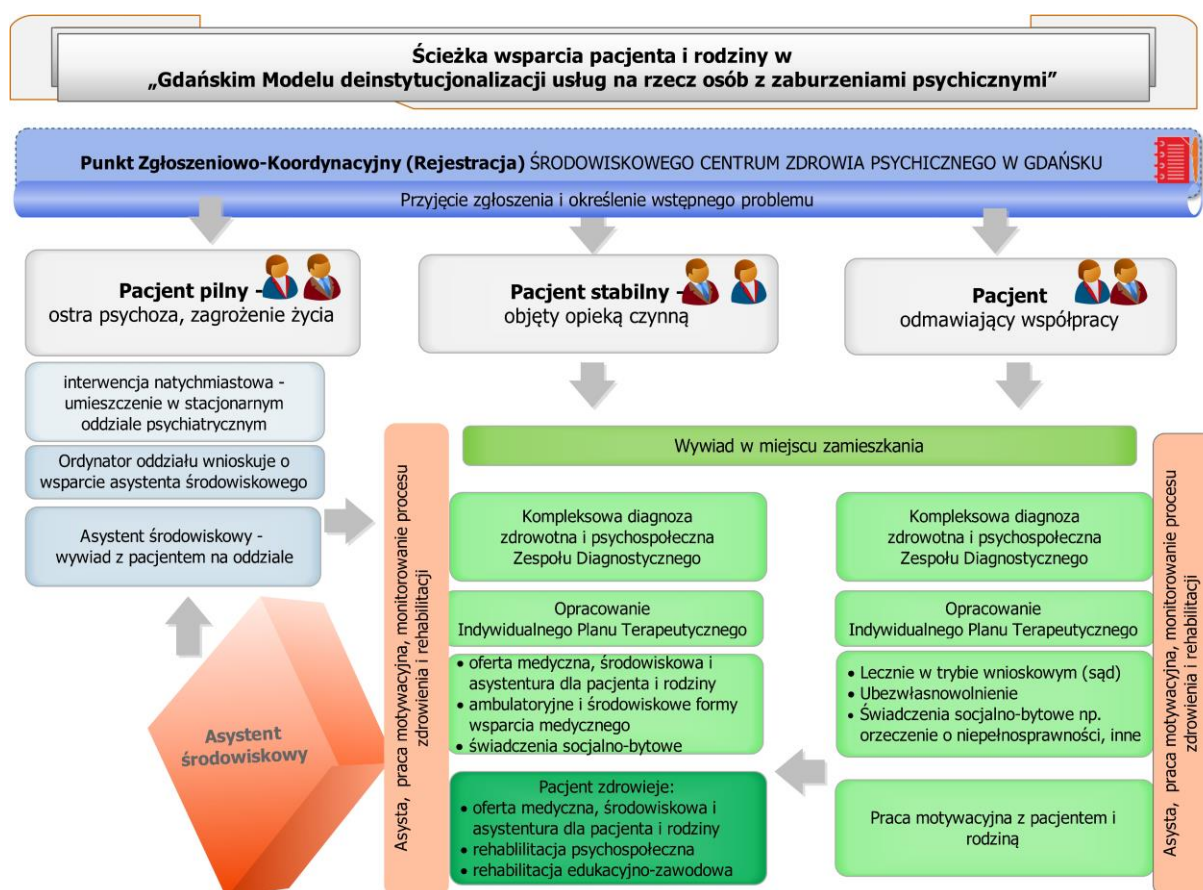 Ścieżka wsparcia pacjenta i rodziny w
„Gdańskim Modelu deinstytucjonalizacji usług na rzecz osób z zaburzeniami psychicznymi”
Punkt Zgłoszeniowo-Koordynacyjny (Rejestracja) ŚRODOWISKOWEGO CENTRUM ZDROWIA PSYCHICZNEGO W GDAŃSKU
Przyjęcie zgłoszenia i określenie wstępnego problemu
Pacjent pilny -
ostra psychoza, zagrożenie życia
interwencja natychmiastowa -
umieszczenie w stacjonarnym
oddziale psychiatrycznym
Ordynator oddziału wnioskuje o
wsparcie asystenta środowiskowego
Asystent środowiskowy -
wywiad z pacjentem na oddziale
Asystent
środowiskowy
Asysta, praca motywacyjna, monitorowanie procesu
zdrowienia i rehabilitacji
Pacjent stabilny -
objęty opieką czynną
Wywiad w miejscu zamieszkania
Kompleksowa diagnoza
zdrowotna i psychospołeczna
Zespołu Diagnostycznego
Opracowanie
Indywidualnego Planu Terapeutycznego
• oferta medyczna, środowiskowa i
asystentura dla pacjenta i rodziny
• ambulatoryjne i środowiskowe formy
wsparcia medycznego
• świadczenia socjalno-bytowe
Pacjent zdrowieje:
• oferta medyczna, środowiskowa i
asystentura dla pacjenta i rodziny
• rehablilitacja psychospołeczna
• rehabilitacja edukacyjno-zawodowa
Pacjent
odmawiający współpracy
Kompleksowa diagnoza
zdrowotna i psychospołeczna
Zespołu Diagnostycznego
Opracowanie
Indywidualnego Planu Terapeutycznego
• Lecznie w trybie wnioskowym (sąd)
• Ubezwłasnowolnienie
• Świadczenia socjalno-bytowe np.
orzeczenie o niepełnosprawności, inne
Praca motywacyjna z pacjentem i
rodziną
Asysta, praca motywacyjna, monitorowanie procesu
zdrowienia i rehabilitacji